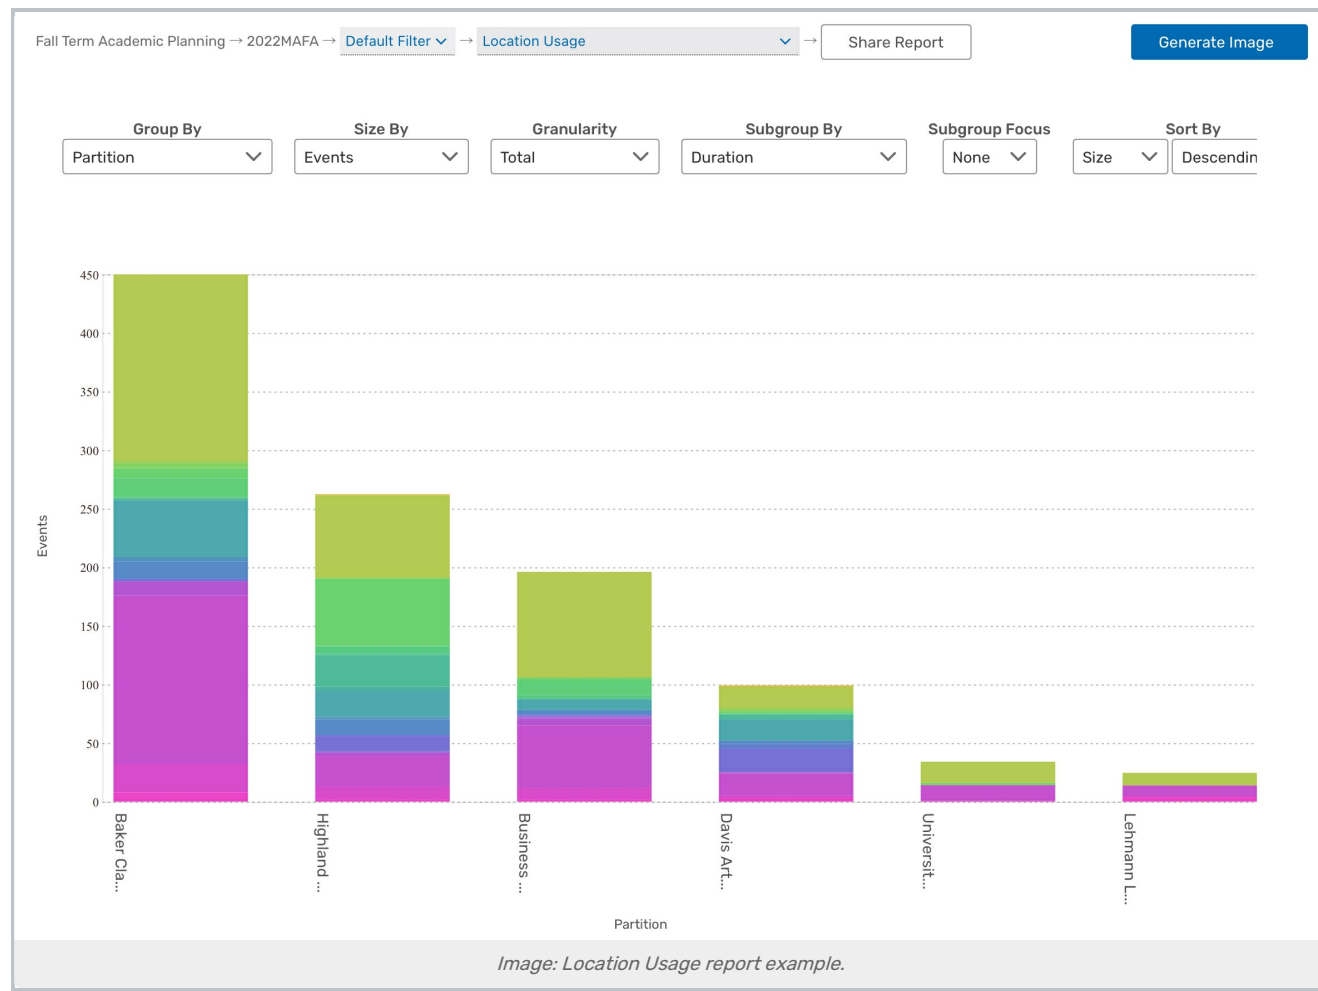 Fall Term Academic Planning → 2022MAFA → Default Filter → Location Usage → Share Report Generate Image
Group By Size By Granularity Subgroup By Subgroup Focus Sort By
Partition Events Total Duration None Size Descendin
450
400
350
300
250
200
150
100
50
0
Events
Baker Cla...
Highland ...
Business ...
Davis Art...
Universit...
Lehmann L...
Partition
Image: Location Usage report example.